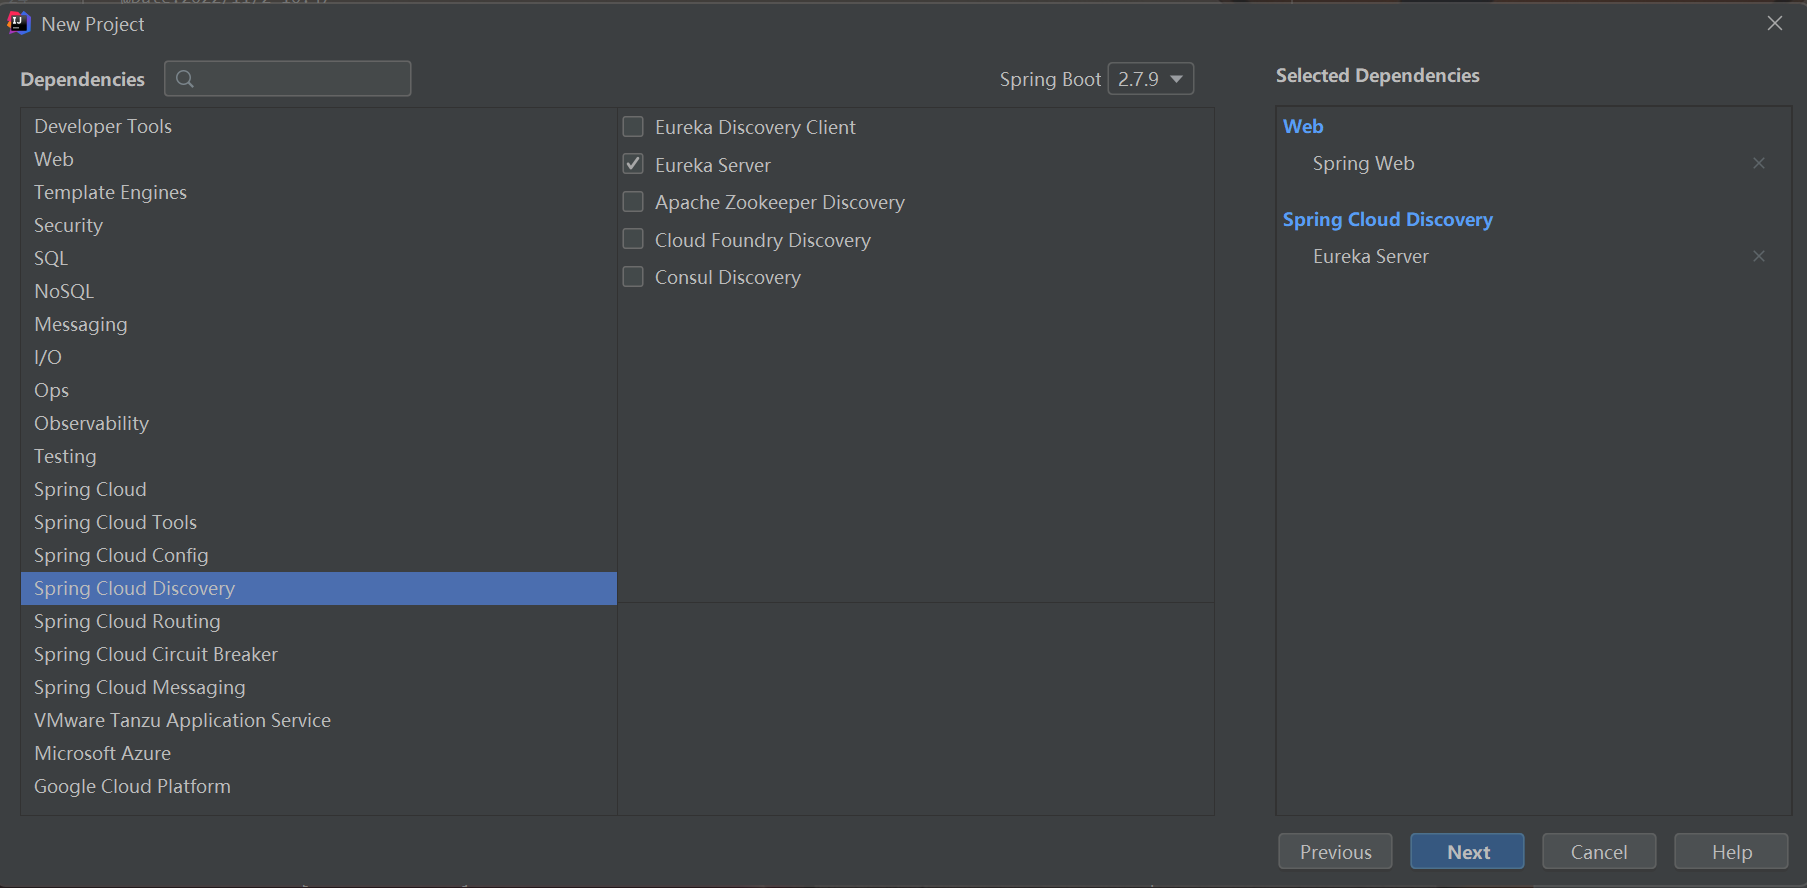 New Project
Dependencies
Spring Boot 2.7.9
Selected Dependencies
Developer Tools
Web
Template Engines
Security
SQL
NoSQL
Messaging
I/O
Ops
Observability
Testing
Spring Cloud
Spring Cloud Tools
Spring Cloud Config
Spring Cloud Discovery
Spring Cloud Routing
Spring Cloud Circuit Breaker
Spring Cloud Messaging
VMware Tanzu Application Service
Microsoft Azure
Google Cloud Platform
Eureka Discovery Client
Eureka Server
Apache Zookeeper Discovery
Cloud Foundry Discovery
Consul Discovery
Web
Spring Web
Spring Cloud Discovery
Eureka Server
Previous
Next
Cancel
Help